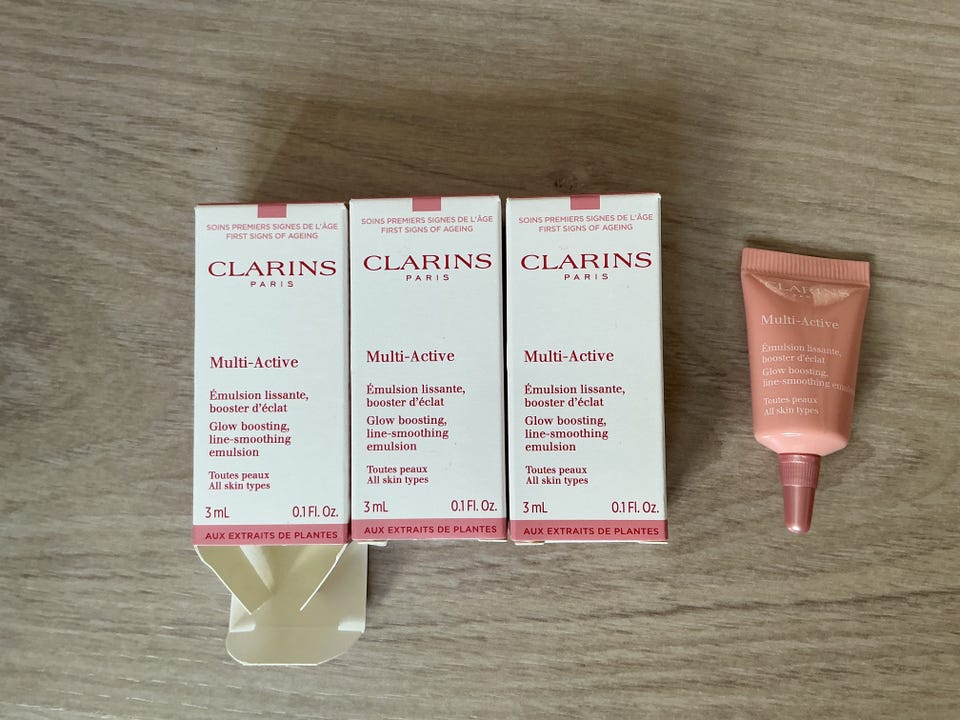 SOINS PREMIERS SIGNES DE L'ÂGE
FIRST SIGNS OF AGEING
CLARINS
PARIS
Multi-Active
Émulsion lissante,
booster d'éclat
Glow boosting,
line-smoothing
emulsion
Toutes peaux
All skin types
3 mL 0.1 Fl. Oz.
AUX EXTRAITS DE PLANTES
SOINS PREMIERS SIGNES DE L'ÂGE
FIRST SIGNS OF AGEING
CLARINS
PARIS
Multi-Active
Émulsion lissante,
booster d'éclat
Glow boosting,
line-smoothing
emulsion
Toutes peaux
All skin types
3 mL 0.1 Fl. Oz.
AUX EXTRAITS DE PLANTES
SOINS PREMIERS SIGNES DE L'ÂGE
FIRST SIGNS OF AGEING
CLARINS
PARIS
Multi-Active
Émulsion lissante,
booster d'éclat
Glow boosting,
line-smoothing
emulsion
Toutes peaux
All skin types
3 mL 0.1 Fl. Oz.
AUX EXTRAITS DE PLANTES
CLARINS
Multi-Active
Émulsion lissante,
booster d'éclat
Glow boosting,
line-smoothing
Toutes peaux
All skin types